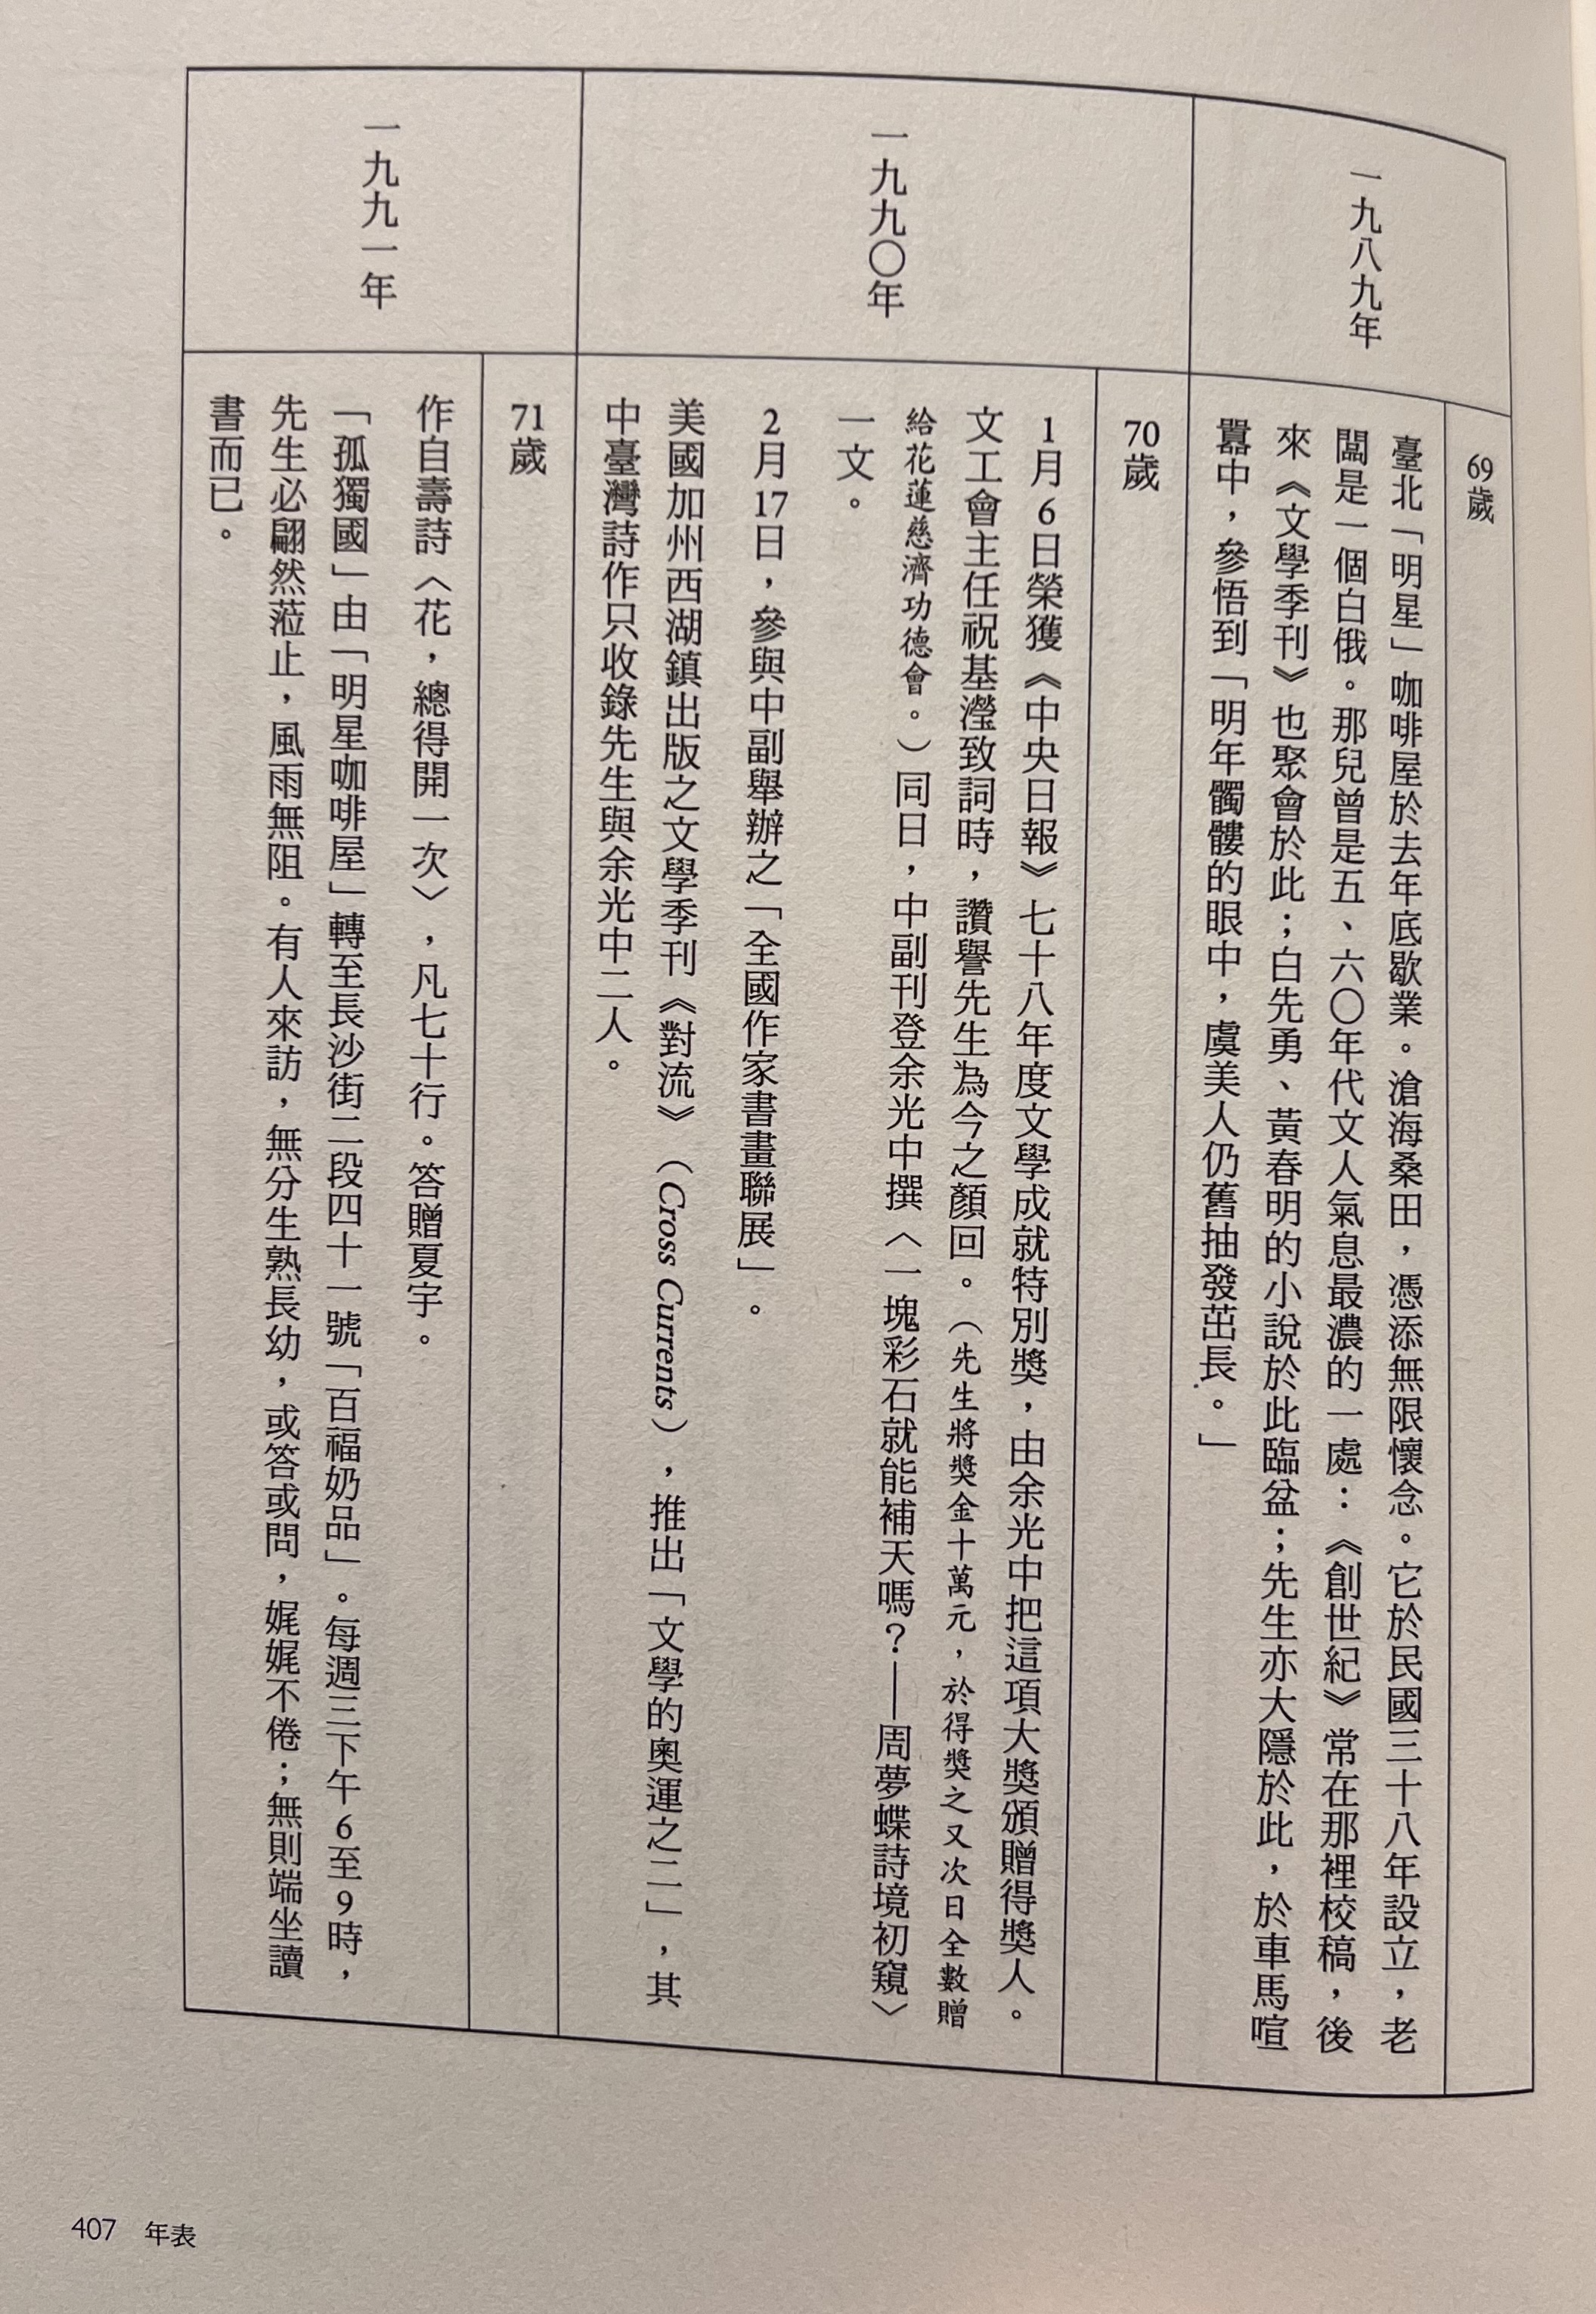 一九八九年
69歲
臺北「明星」咖啡屋於去年底歇業。滄海桑田，憑添無限懷念。它於民國三十八年設立，老
闆是一個白俄。那兒曾是五、六〇年代文人氣息最濃的一處：《創世紀》常在那裡校稿，後
來《文學季刊》也聚會於此；白先勇、黃春明的小說於此臨盆；先生亦大隱於此，於車馬喧
囂中，參悟到「明年髑髏的眼中，虞美人仍舊抽發茁長。」
一九九〇年
70歲
1月6日榮獲《中央日報》七十八年度文學成就特別獎，由余光中把這項大獎頒贈得獎人。
文工會主任祝基瀅致詞時，讚譽先生為今之顏回。（先生將獎金十萬元，於得獎之又次日全數贈
給花蓮慈濟功德會。）同日，中副刊登余光中撰〈一塊彩石就能補天嗎？──周夢蝶詩境初窺〉
一文。
2月17日，參與中副舉辦之「全國作家書畫聯展」。
美國加州西湖鎮出版之文學季刊《對流》（Cross Currents），推出「文學的奧運之二」，其
中臺灣詩作只收錄先生與余光中二人。
一九九一年
71歲
作自壽詩〈花，總得開一次〉，凡七十行。答贈夏宇。
「孤獨國」由「明星咖啡屋」轉至長沙街二段四十一號「百福奶品」。每週三下午6至9時，
先生必翩然蒞止，風雨無阻。有人來訪，無分生熟長幼，或答或問，娓娓不倦；無則端坐讀
書而已。
407 年表